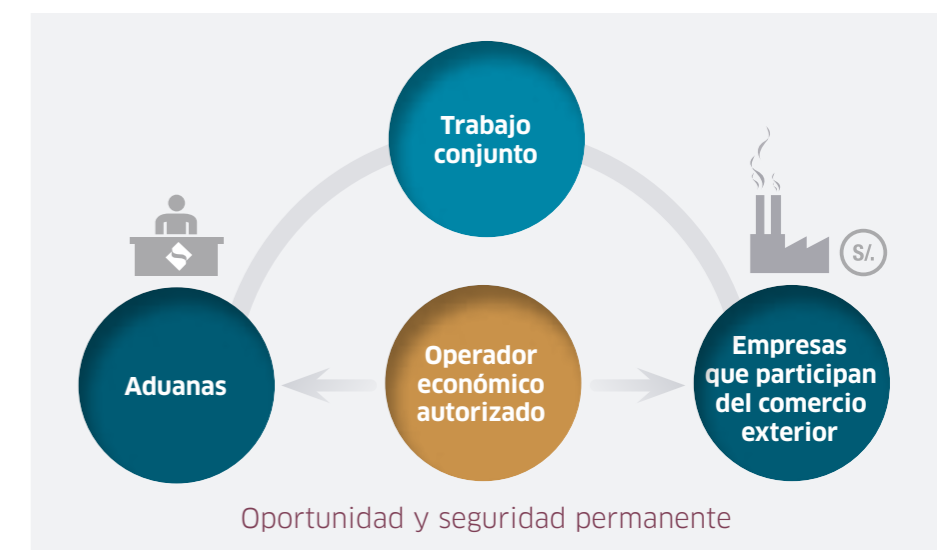 Trabajo
conjunto
S/.
Aduanas
Operador
económico
autorizado
Empresas
que participan
del comercio
exterior
Oportunidad y seguridad permanente